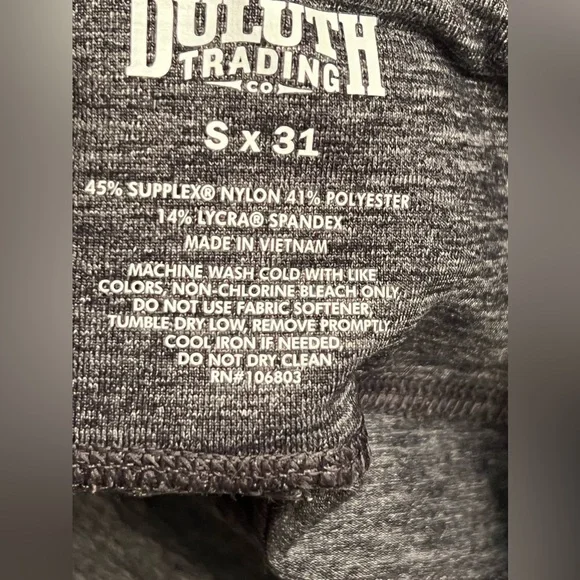 DULUTH
TRADING
CO
S x 31
45% SUPPLEX® NYLON 41% POLYESTER
14% LYCRA® SPANDEX
MADE IN VIETNAM
MACHINE WASH COLD WITH LIKE
COLORS, NON-CHLORINE BLEACH ONLY,
DO NOT USE FABRIC SOFTENER,
TUMBLE DRY LOW, REMOVE PROMPTLY
COOL IRON IF NEEDED,
DO NOT DRY CLEAN
RN#106803